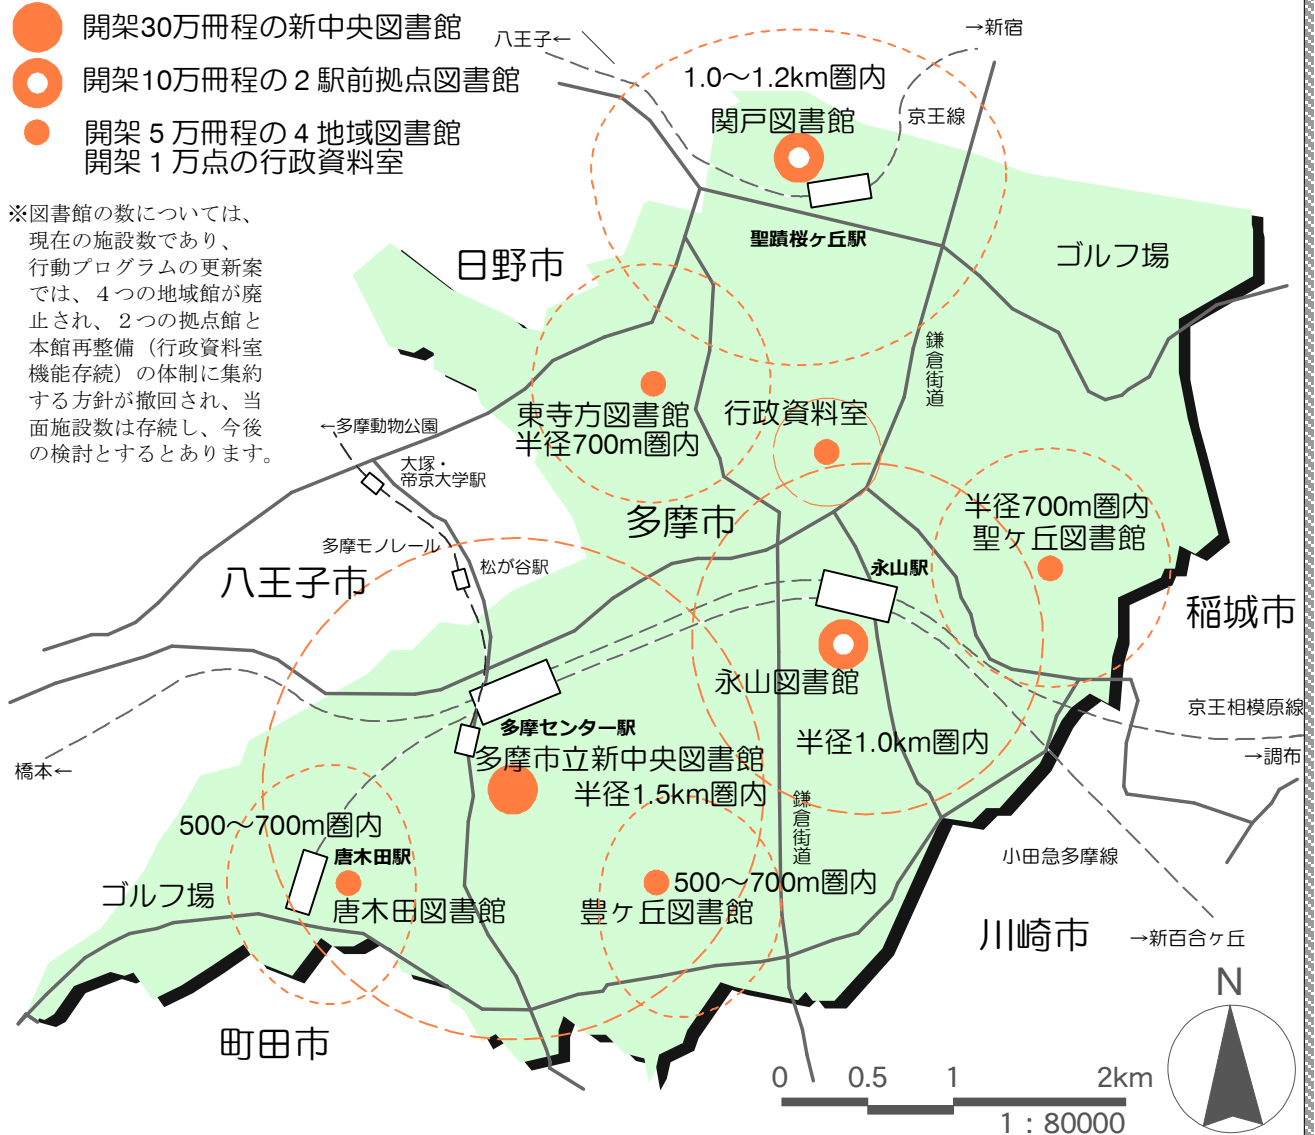 開架30万冊程の新中央図書館
開架10万冊程の２駅前拠点図書館
開架５万冊程の４地域図書館
開架１万点の行政資料室
※図書館の数については、
現在の施設数であり、
行動プログラムの更新案
では、４つの地域館が廃
止され、２つの拠点館と
本館再整備（行政資料室
機能存続）の体制に集約
する方針が撤回され、当
面施設数は存続し、今後
の検討とするとあります。
八王子←
→新宿
1.0〜1.2km圏内
関戸図書館
京王線
聖蹟桜ヶ丘駅
日野市
ゴルフ場
鎌倉街道
東寺方図書館
半径700m圏内
行政資料室
←多摩動物公園
大塚・
帝京大学駅
多摩市
半径700m圏内
聖ヶ丘図書館
多摩モノレール
松が谷駅
永山駅
八王子市
稲城市
永山図書館
京王相模原線
多摩センター駅
多摩市立新中央図書館
半径1.0km圏内
→調布
橋本←
半径1.5km圏内
鎌倉街道
500〜700m圏内
唐木田駅
小田急多摩線
500〜700m圏内
ゴルフ場
唐木田図書館
豊ヶ丘図書館
川崎市
→新百合ヶ丘
町田市
N
0 0.5 1 2km
1：80000